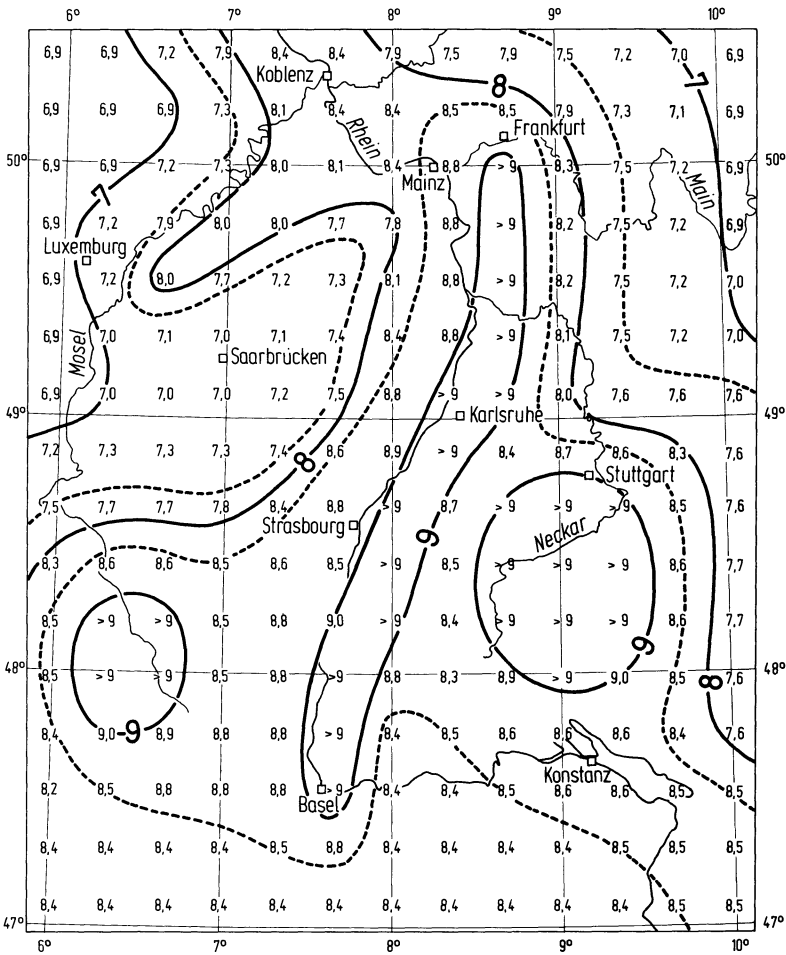 6° 7° 8° 9° 10°
6,9 6,9 7,2 7,9 8,4 8,4 7,9 7,5 7,9 7,5 7,2 7,0 6,9
Koblenz
8
7
6,9 6,9 6,9 7,3 8,1 8,4 8,4 8,5 8,5 7,9 7,3 7,1 6,9
Rhein
Frankfurt
50° 50°
6,9 6,9 7,2 7,3 8,0 8,1 8,4 8,8 >9 8,3 7,5 7,2 6,9
Mainz
Main
7
6,9 7,2 7,9 8,0 8,0 7,7 7,8 8,8 >9 8,2 7,5 7,2 6,9
Luxemburg
6,9 7,2 8,0 7,7 7,2 7,3 8,1 8,8 >9 8,2 7,5 7,2 7,0
6,9 7,0 7,1 7,0 7,1 7,4 8,4 8,8 >9 8,1 7,5 7,2 7,0
Mosel
Saarbrücken
6,9 7,0 7,0 7,0 7,2 7,5 8,8 >9 >9 8,0 7,6 7,6 7,6
49° 49°
Karlsruhe
7,2 7,3 7,3 7,3 7,4 8,6 8,9 >9 8,4 8,7 8,6 8,3 7,6
8
Stuttgart
7,5 7,7 7,7 7,8 8,4 8,8 >9 8,7 >9 >9 >9 8,5 7,6
Strasbourg
9
Neckar
8,3 8,6 8,6 8,5 8,6 8,5 >9 8,5 >9 >9 >9 8,6 7,7
8,5 >9 >9 8,5 8,8 9,0 >9 8,4 >9 >9 >9 8,6 7,7
9
48° 48°
8,5 >9 >9 8,5 8,8 >9 8,8 8,3 8,9 >9 9,0 8,5 7,6
8
8,4 9,0 8,9 8,8 8,8 >9 8,8 8,4 8,6 8,6 8,6 8,4 7,6
9
Konstanz
8,2 8,5 8,8 8,8 8,8 >9 8,4 8,4 8,5 8,6 8,6 8,5 8,5
Basel
8,4 8,4 8,4 8,4 8,5 8,8 8,4 8,4 8,4 8,4 8,5 8,5 8,5
8,4 8,4 8,4 8,4 8,4 8,4 8,4 8,4 8,4 8,4 8,4 8,5 8,5
47° 47°
6° 7° 8° 9° 10°